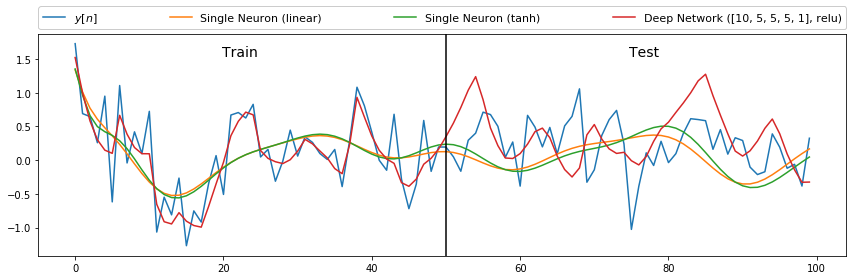 y[n] Single Neuron (linear) Single Neuron (tanh) Deep Network ([10, 5, 5, 5, 1], relu)
Train Test
1.5
1.0
0.5
0.0
−0.5
−1.0
0 20 40 60 80 100